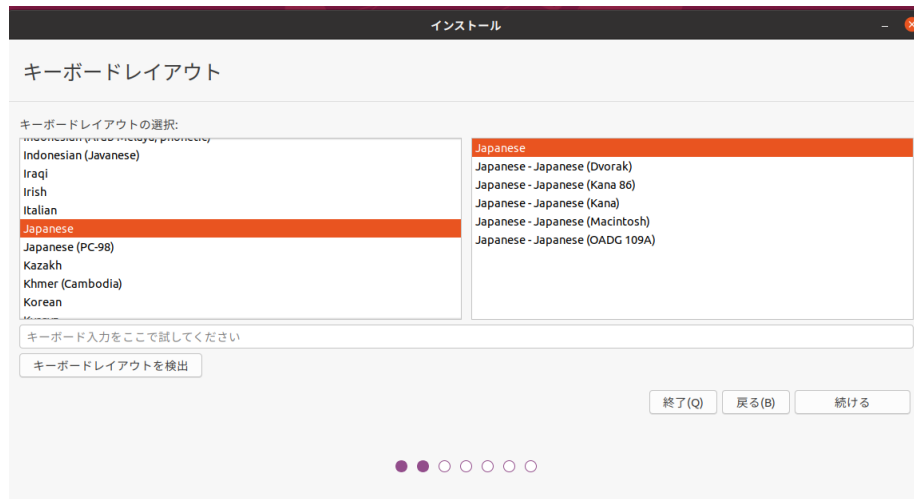 インストール
キーボードレイアウト
キーボードレイアウトの選択:
Indonesian (Arab Melayu, phonetic)
Indonesian (Javanese)
Iraqi
Irish
Italian
Japanese
Japanese (PC-98)
Kazakh
Khmer (Cambodia)
Korean
Japanese
Japanese - Japanese (Dvorak)
Japanese - Japanese (Kana 86)
Japanese - Japanese (Kana)
Japanese - Japanese (Macintosh)
Japanese - Japanese (OADG 109A)
キーボード入力をここで試してください
キーボードレイアウトを検出
終了(Q) 戻る(B) 続ける